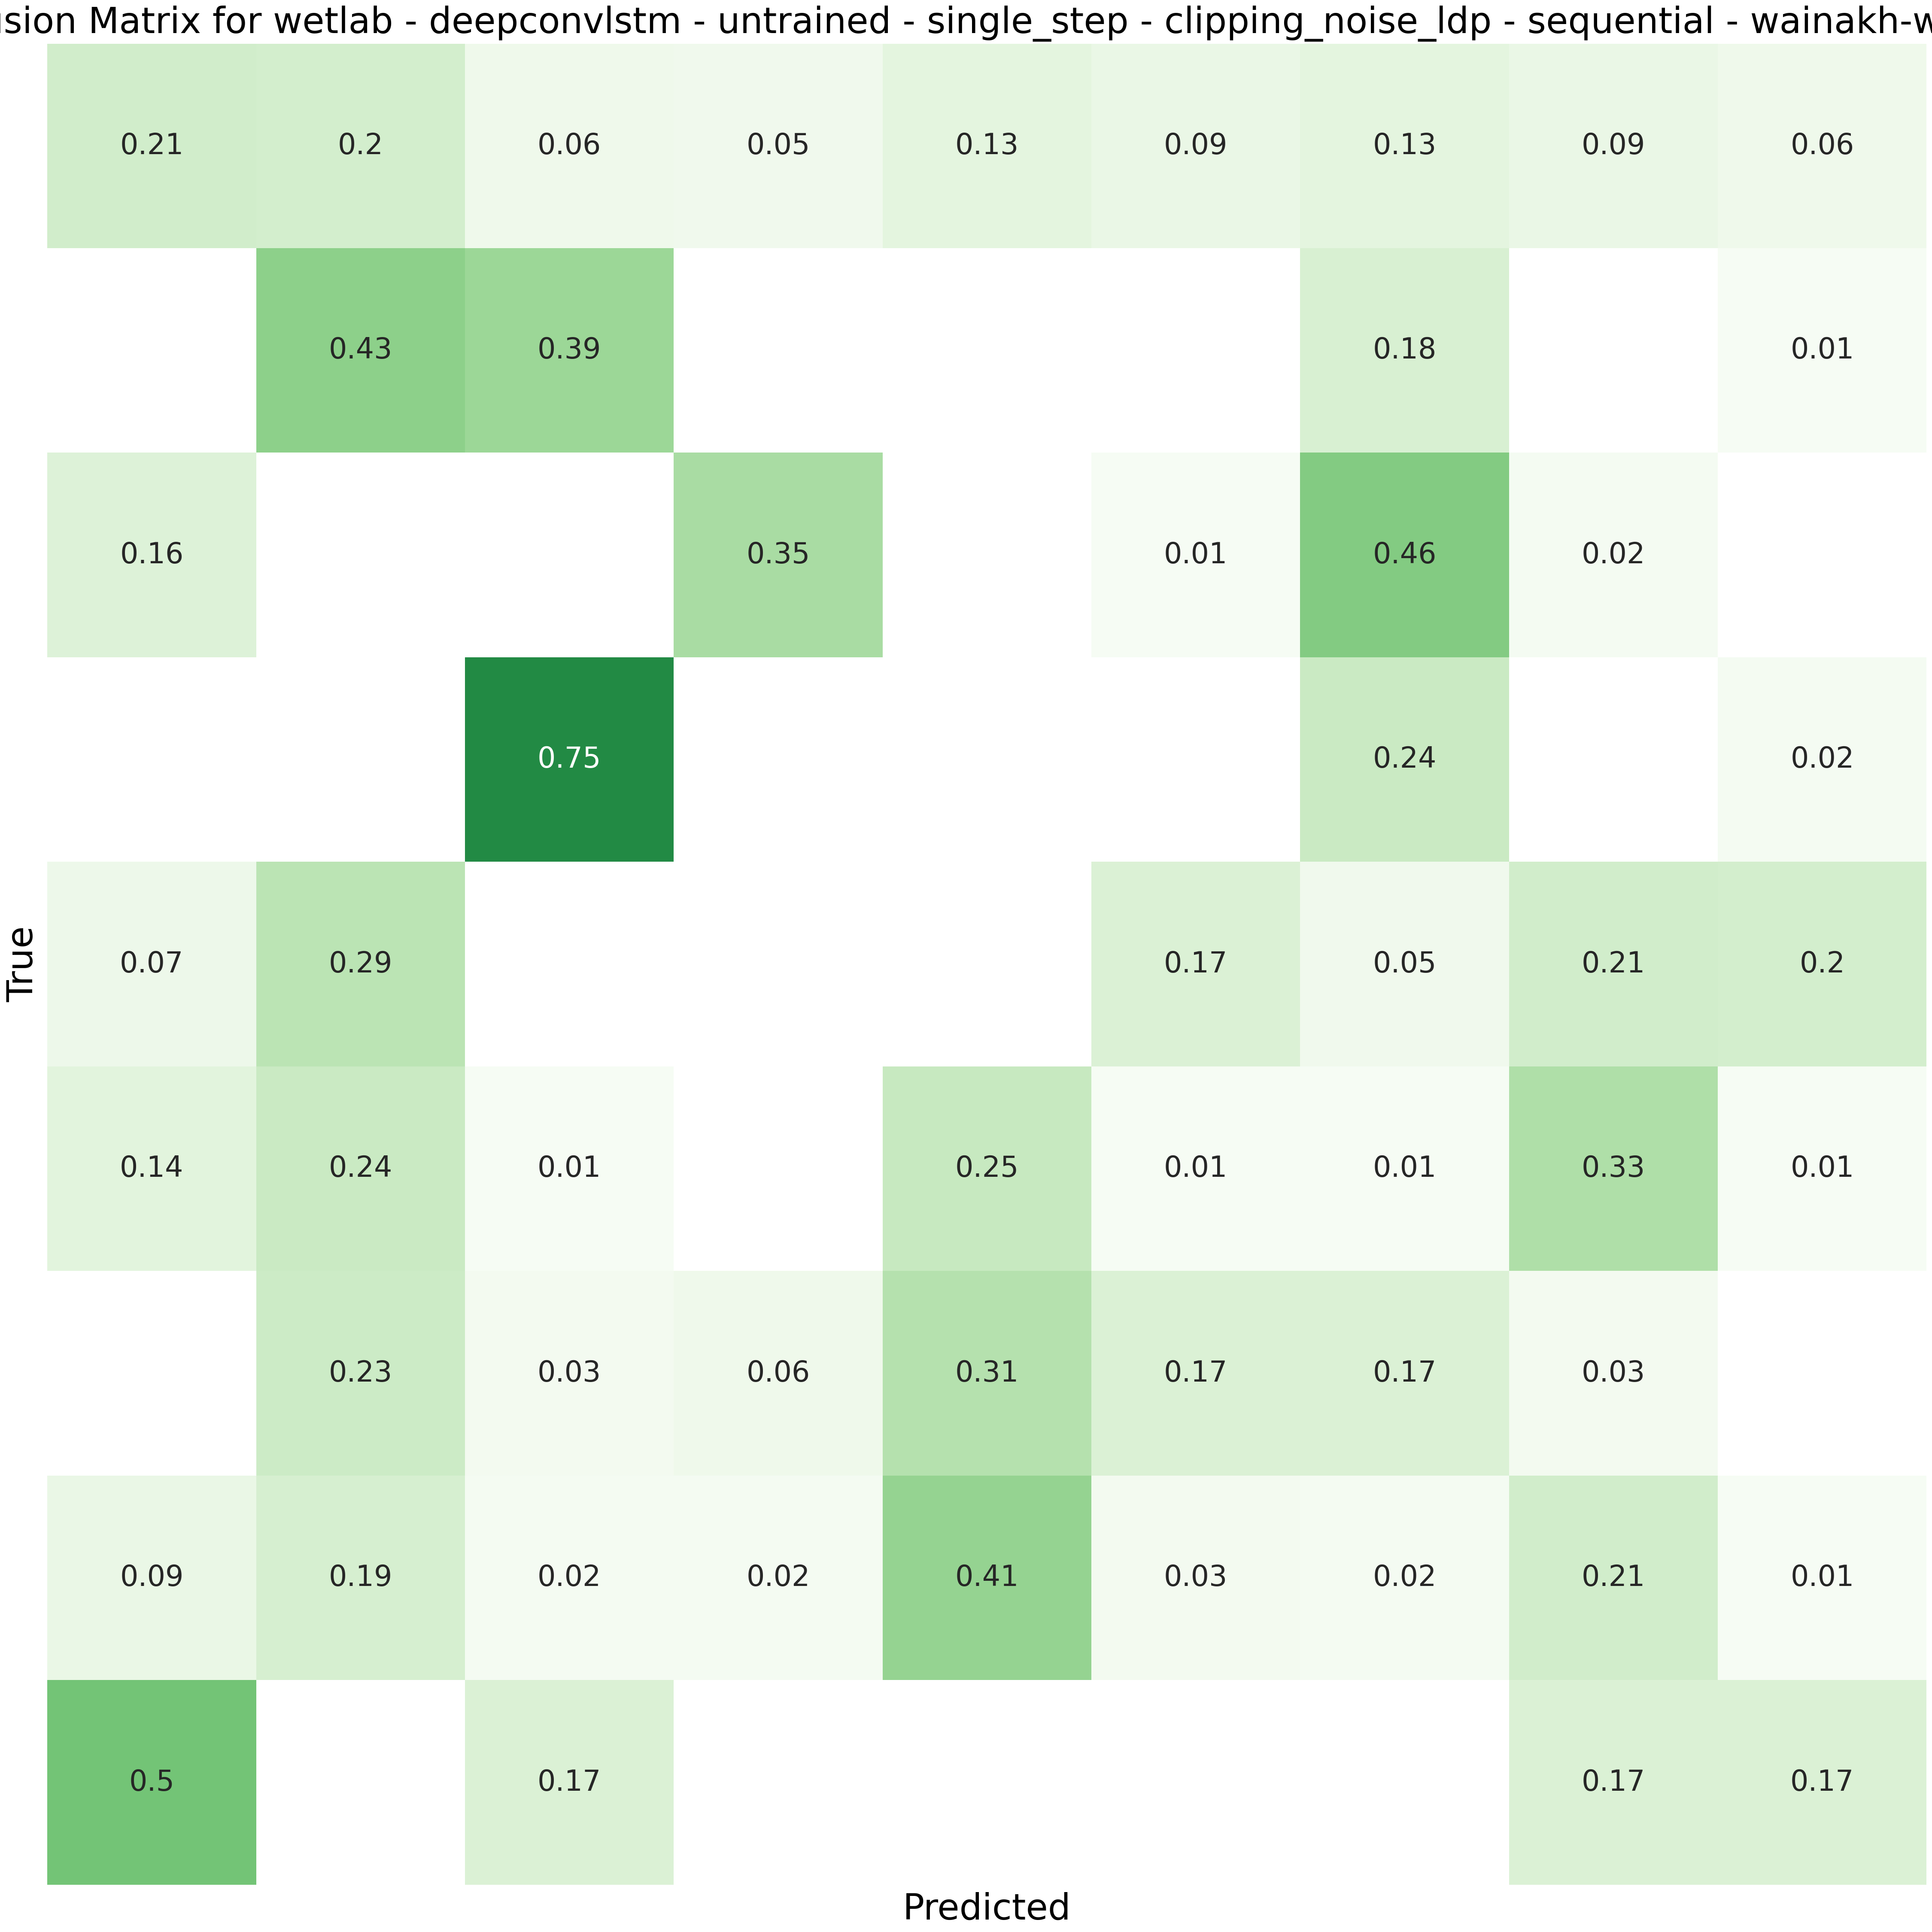 Matrix for wetlab - deepconvlstm - untrained - single_step - clipping_noise_ldp - sequential
0.21 0.2 0.06 0.05 0.13 0.09 0.13 0.09 0.06
0.43 0.39 0.18 0.01
0.16 0.35 0.01 0.46 0.02
0.75 0.24 0.02
True
0.07 0.29 0.17 0.05 0.21 0.2
0.14 0.24 0.01 0.25 0.01 0.01 0.33 0.01
0.23 0.03 0.06 0.31 0.17 0.17 0.03
0.09 0.19 0.02 0.02 0.41 0.03 0.02 0.21 0.01
0.5 0.17 0.17 0.17
Predicted